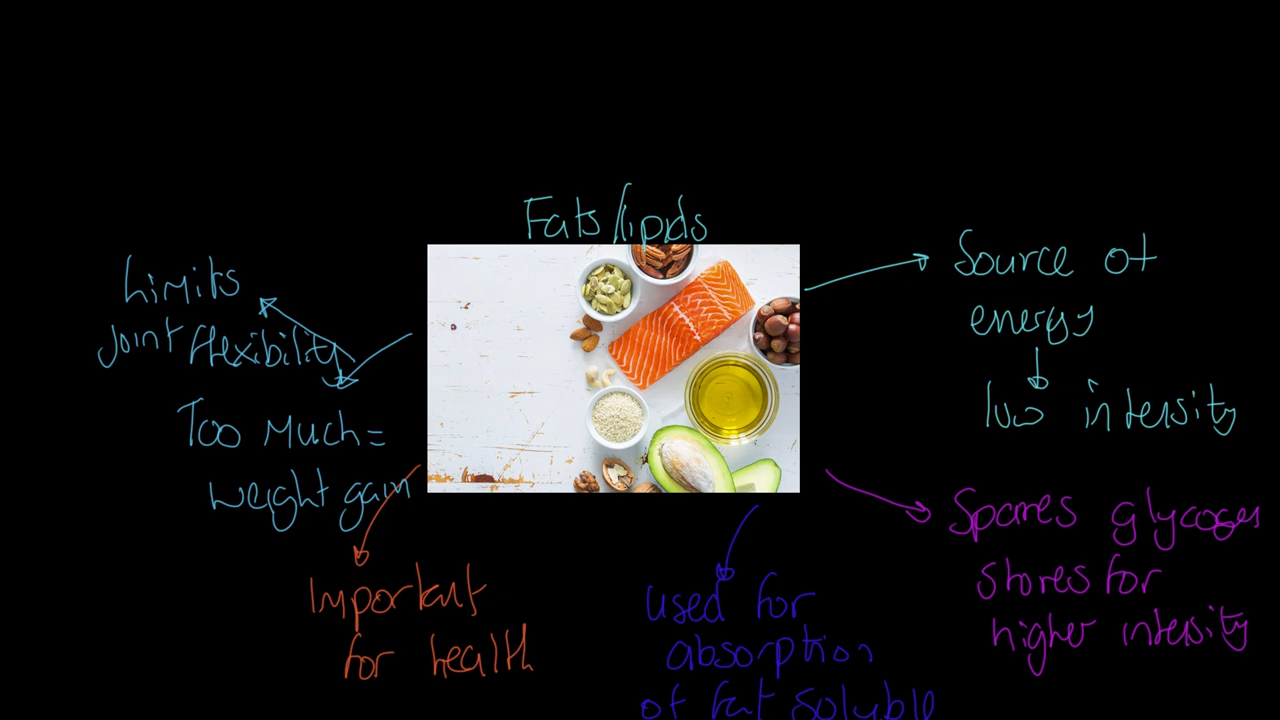 Fats/lipids
Source of
energy
low intensity
Spares glycogen
stores for
higher intensity
used for
absorption
of fat soluble
Important
for health
Too Much=
weight gain
Limits
Joint flexibility